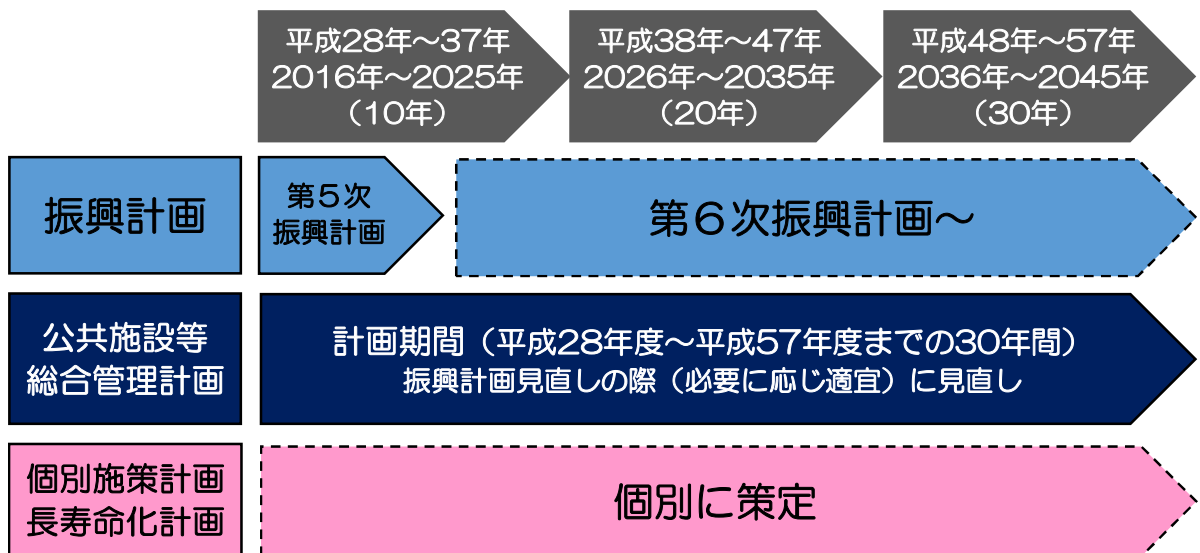 平成28年～37年
2016年～2025年
（10年）
平成38年～47年
2026年～2035年
（20年）
平成48年～57年
2036年～2045年
（30年）
振興計画
第５次
振興計画
第６次振興計画～
公共施設等
総合管理計画
計画期間（平成28年度～平成57年度までの30年間）
振興計画見直しの際（必要に応じ適宜）に見直し
個別施策計画
長寿命化計画
個別に策定